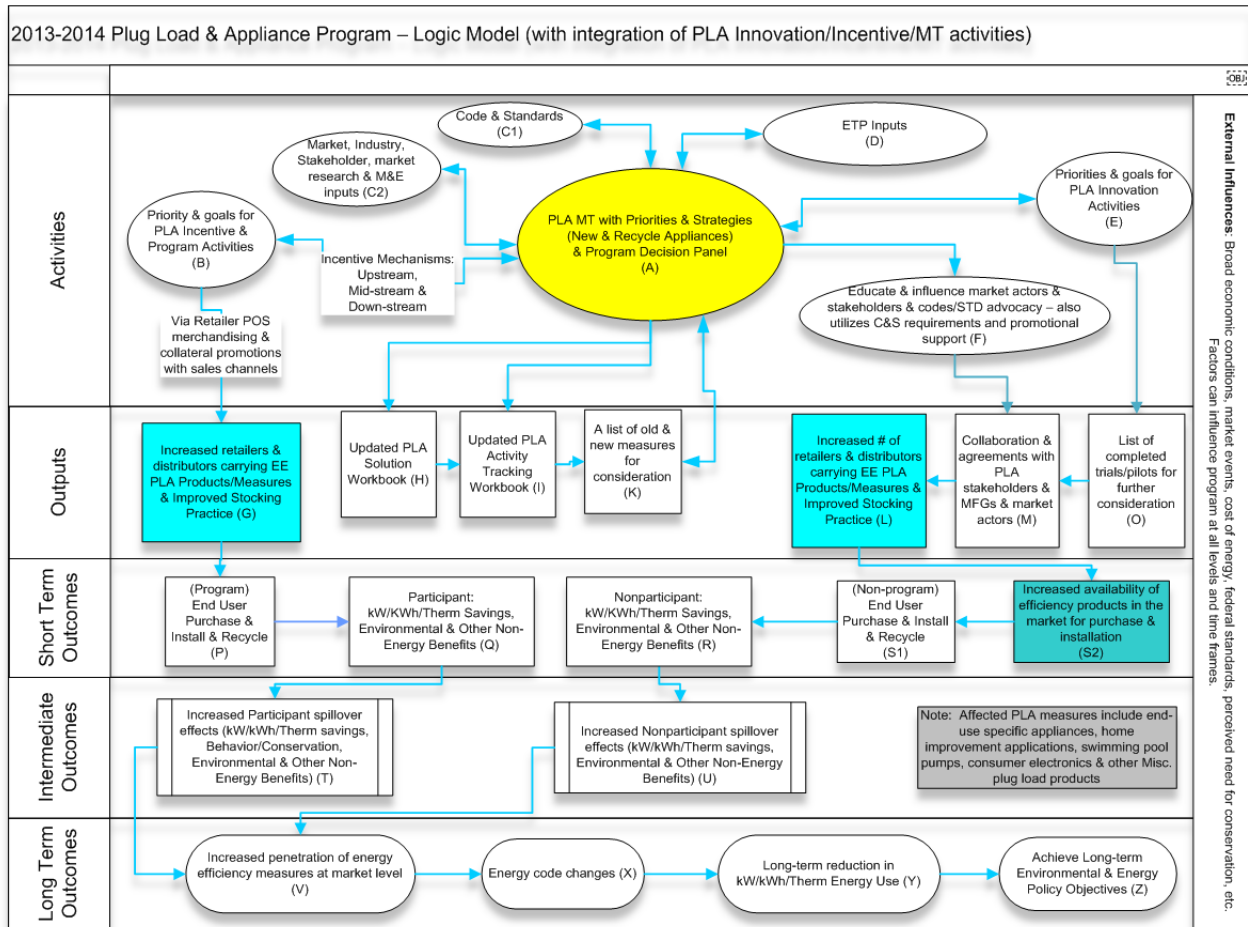 2013-2014 Plug Load & Appliance Program – Logic Model (with integration of PLA Innovation/Incentive/MT activities)
OBJ
Activities
Code & Standards
(C1)
ETP Inputs
(D)
Market, Industry,
Stakeholder, market
research & M&E
inputs (C2)
Priorities & goals for
PLA Innovation
Activities
(E)
Priority & goals for
PLA Incentive &
Program Activities
(B)
PLA MT with Priorities & Strategies
(New & Recycle Appliances)
& Program Decision Panel
(A)
Incentive Mechanisms:
Upstream,
Mid-stream &
Down-stream
Educate & influence market actors &
stakeholders & codes/STD advocacy – also
utilizes C&S requirements and promotional
support (F)
Via Retailer POS
merchandising &
collateral promotions
with sales channels
Outputs
Increased retailers &
distributors carrying EE
PLA Products/Measures
& Improved Stocking
Practice (G)
Updated PLA
Solution
Workbook (H)
Updated PLA
Activity
Tracking
Workbook (I)
A list of old &
new measures
for
consideration
(K)
Increased # of
retailers & distributors
carrying EE PLA
Products/Measures &
Improved Stocking
Practice (L)
Collaboration &
agreements with
PLA
stakeholders &
MFGs & market
actors (M)
List of
completed
trials/pilots for
further
consideration
(O)
Short Term
Outcomes
(Program)
End User
Purchase &
Install & Recycle
(P)
Participant:
kW/KWh/Therm Savings,
Environmental & Other Non-
Energy Benefits (Q)
Nonparticipant:
kW/KWh/Therm Savings,
Environmental & Other Non-
Energy Benefits (R)
(Non-program)
End User
Purchase & Install
& Recycle
(S1)
Increased availability of
efficiency products in the
market for purchase &
installation
(S2)
Intermediate
Outcomes
Increased Participant spillover
effects (kW/kWh/Therm savings,
Behavior/Conservation,
Environmental & Other Non-
Energy Benefits) (T)
Increased Nonparticipant spillover
effects (kW/kWh/Therm savings,
Environmental & Other Non-Energy
Benefits) (U)
Note: Affected PLA measures include end-
use specific appliances, home
improvement applications, swimming pool
pumps, consumer electronics & other Misc.
plug load products
Long Term
Outcomes
Increased penetration of energy
efficiency measures at market level
(V)
Energy code changes (X)
Long-term reduction in
kW/kWh/Therm Energy Use (Y)
Achieve Long-term
Environmental & Energy
Policy Objectives (Z)
External Influences: Broad economic conditions, market events, cost of energy, federal standards, perceived need for conservation, etc.
Factors can influence program at all levels and time frames.